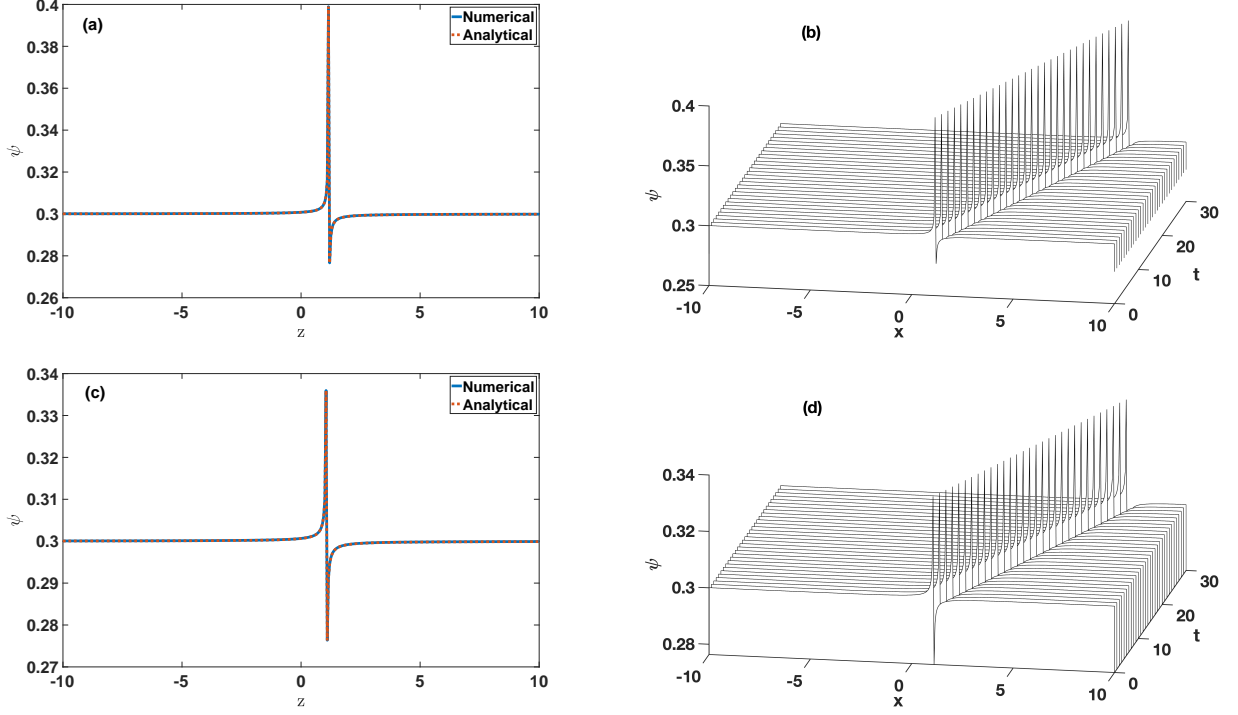 (a)
Numerical
Analytical
0.4
0.38
0.36
0.34
0.32
0.3
0.28
0.26
ψ
-10
-5
0
5
10
z
(b)
0.4
0.35
0.3
0.25
ψ
-10
-5
0
5
10
x
0
10
20
30
t
(c)
Numerical
Analytical
0.34
0.33
0.32
0.31
0.3
0.29
0.28
0.27
ψ
-10
-5
0
5
10
z
(d)
0.34
0.32
0.3
0.28
ψ
-10
-5
0
5
10
x
0
10
20
30
t